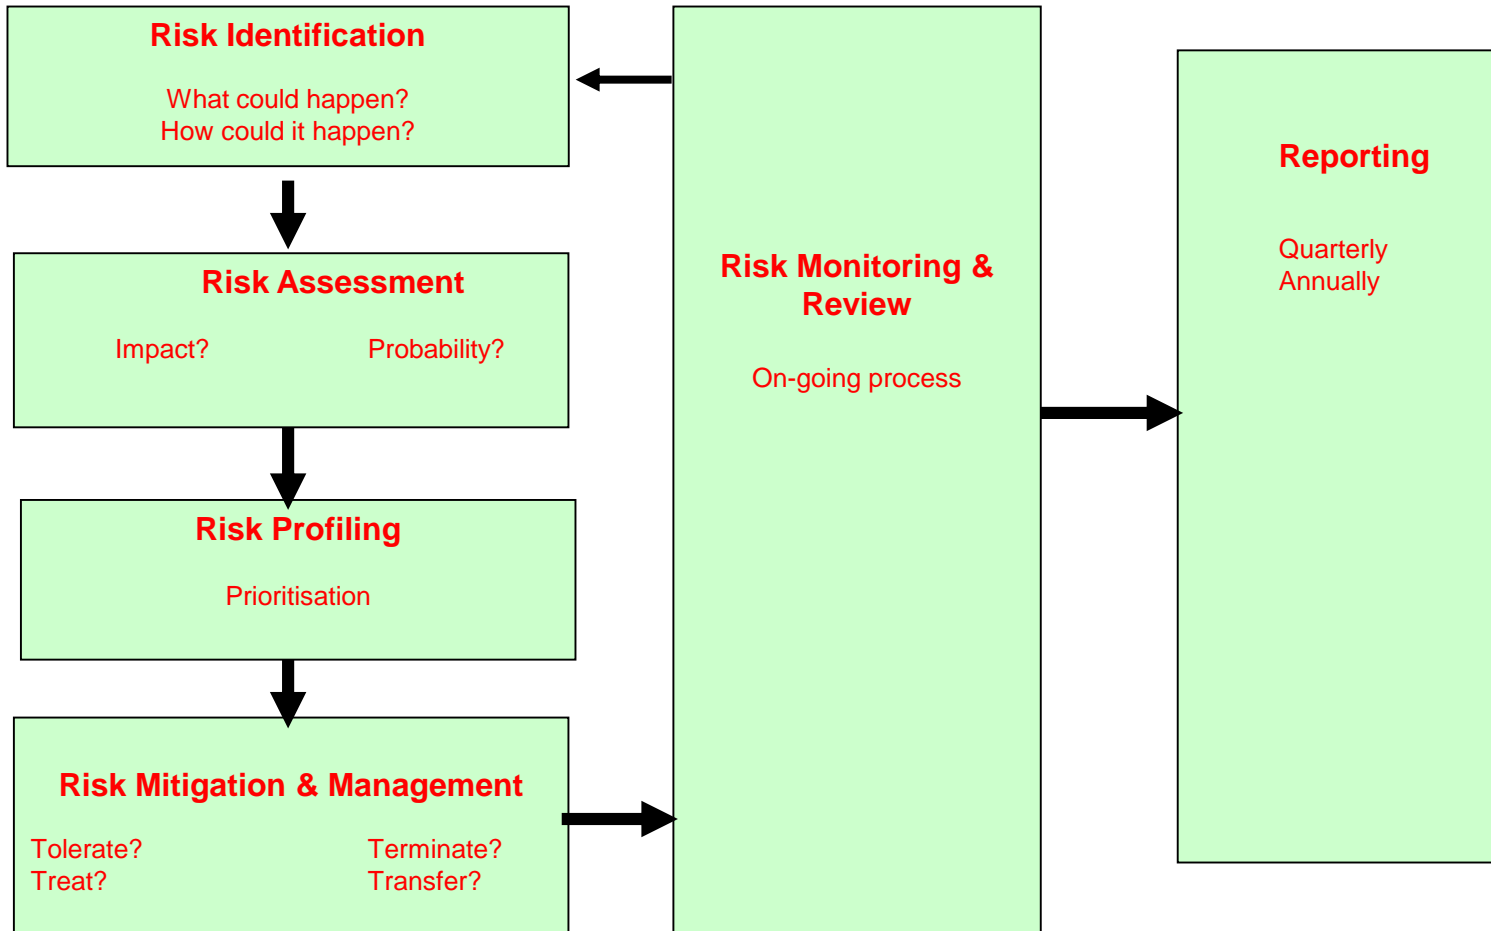 Risk Identification
What could happen?
How could it happen?
Risk Assessment
Impact? Probability?
Risk Profiling
Prioritisation
Risk Mitigation & Management
Tolerate? Terminate?
Treat? Transfer?
Risk Monitoring &
Review
On-going process
Reporting
Quarterly
Annually